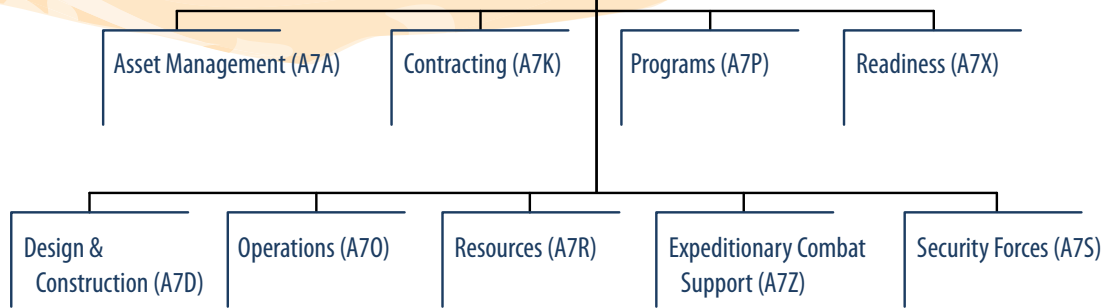 Asset Management (A7A)
Contracting (A7K)
Programs (A7P)
Readiness (A7X)
Design &
Construction (A7D)
Operations (A7O)
Resources (A7R)
Expeditionary Combat
Support (A7Z)
Security Forces (A7S)